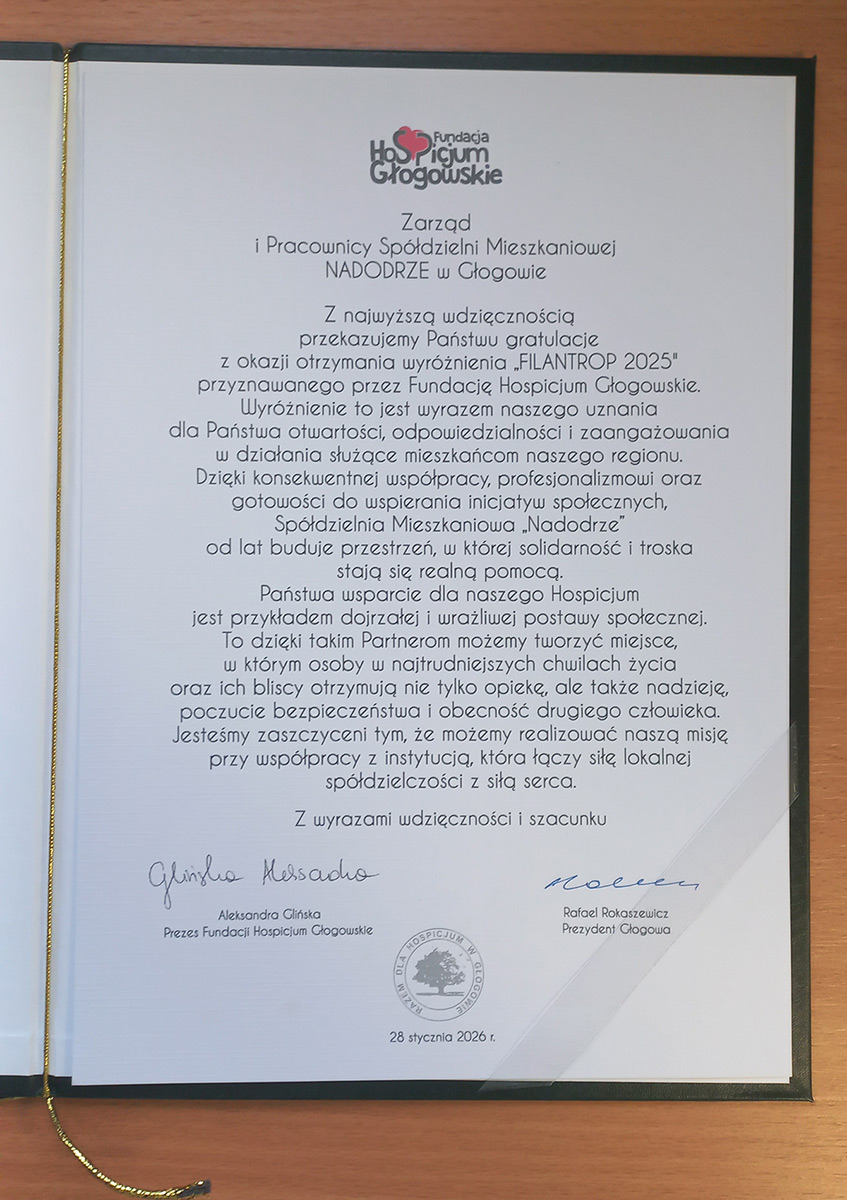 Fundacja
Hospicjum
Głogowskie
Zarząd
i Pracownicy Spółdzielni Mieszkaniowej
NADODRZE w Głogowie
Z najwyższą wdzięcznością
przekazujemy Państwu gratulacje
z okazji otrzymania wyróżnienia „FILANTROP 2025"
przyznawanego przez Fundację Hospicjum Głogowskie.
Wyróżnienie to jest wyrazem naszego uznania
dla Państwa otwartości, odpowiedzialności i zaangażowania
w działania służące mieszkańcom naszego regionu.
Dzięki konsekwentnej współpracy, profesjonalizmowi oraz
gotowości do wspierania inicjatyw społecznych,
Spółdzielnia Mieszkaniowa „Nadodrze”
od lat buduje przestrzeń, w której solidarność i troska
stają się realną pomocą.
Państwa wsparcie dla naszego Hospicjum
jest przykładem dojrzałej i wrażliwej postawy społecznej.
To dzięki takim Partnerom możemy tworzyć miejsce,
w którym osoby w najtrudniejszych chwilach życia
oraz ich bliscy otrzymują nie tylko opiekę, ale także nadzieję,
poczucie bezpieczeństwa i obecność drugiego człowieka.
Jesteśmy zaszczyceni tym, że możemy realizować naszą misję
przy współpracy z instytucją, która łączy siłę lokalnej
spółdzielczości z siłą serca.
Z wyrazami wdzięczności i szacunku
Glińska
Aleksandra Glińska
Prezes Fundacji Hospicjum Głogowskie
Rafael Rokaszewicz
Prezydent Głogowa
RAZEM DLA HOSPICJUM W GŁOGOWIE
28 stycznia 2026 r.